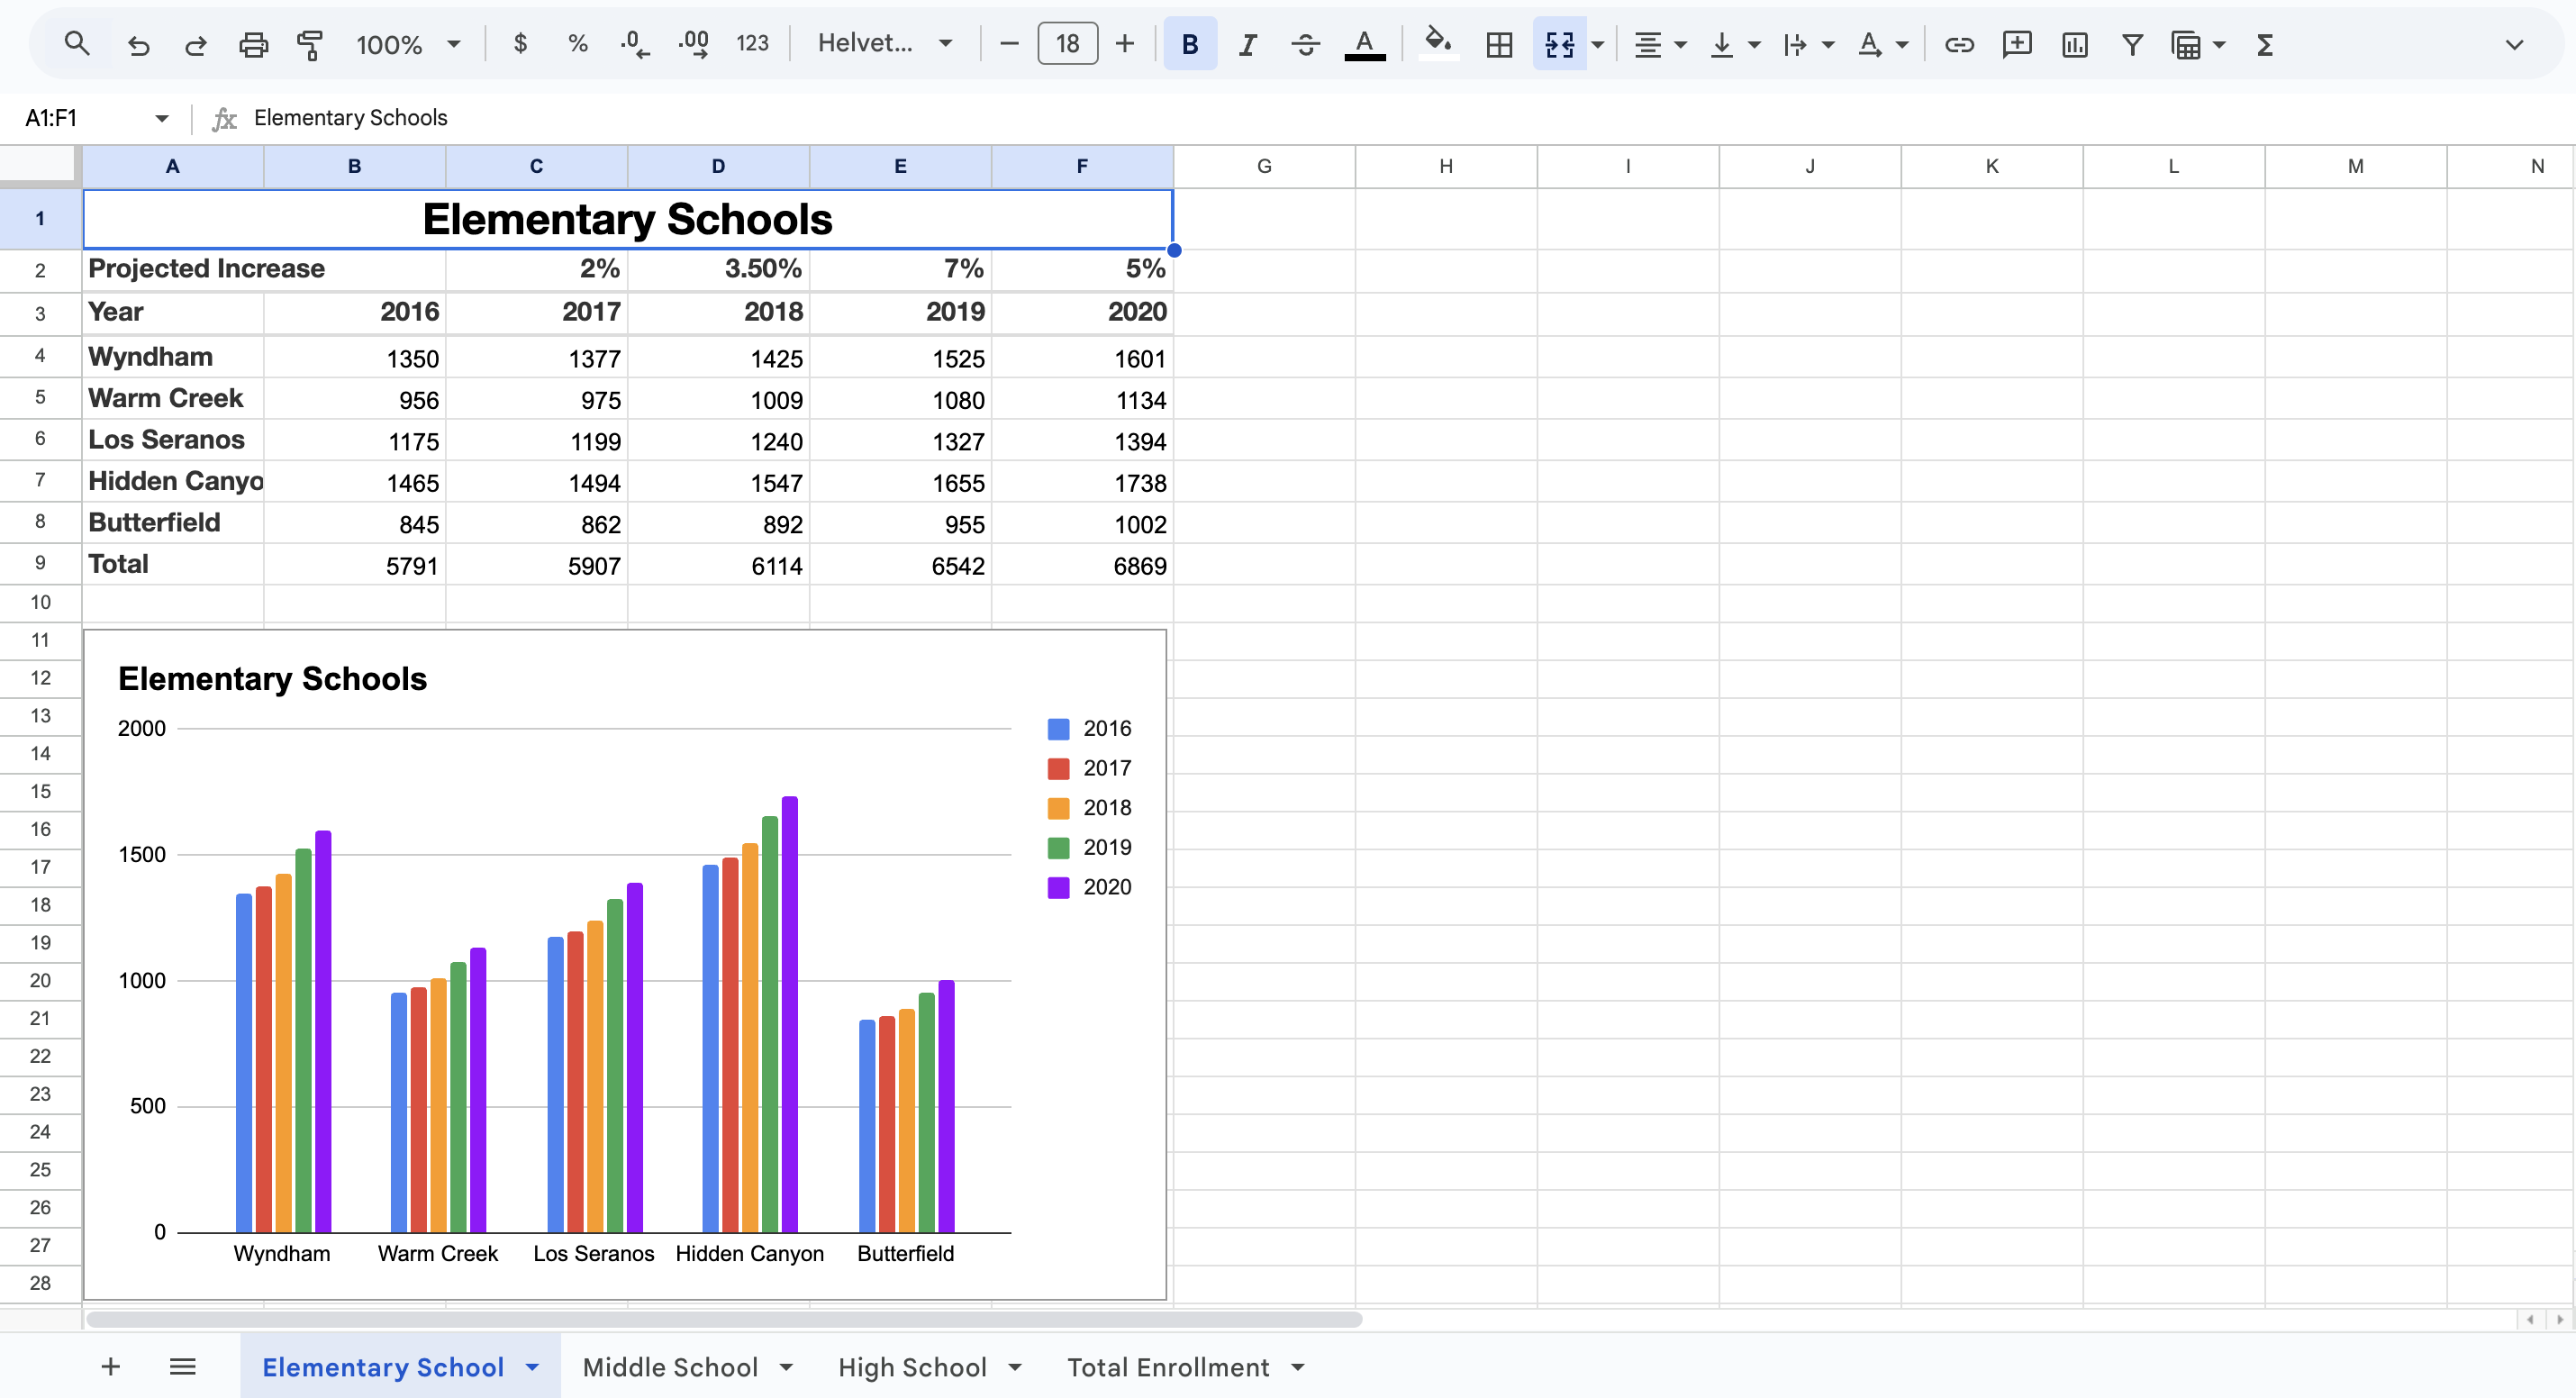 100% $ % .0 .00 123 Helvet... 18 B I A A Σ
A1:F1 fx Elementary Schools
A B C D E F G H I J K L M N
1 Elementary Schools
2 Projected Increase 2% 3.50% 7% 5%
3 Year 2016 2017 2018 2019 2020
4 Wyndham 1350 1377 1425 1525 1601
5 Warm Creek 956 975 1009 1080 1134
6 Los Seranos 1175 1199 1240 1327 1394
7 Hidden Canyo 1465 1494 1547 1655 1738
8 Butterfield 845 862 892 955 1002
9 Total 5791 5907 6114 6542 6869
10
11
12
13
14
15
16
17
18
19
20
21
22
23
24
25
26
27
28
Elementary Schools
2000
1500
1000
500
0
Wyndham Warm Creek Los Seranos Hidden Canyon Butterfield
2016
2017
2018
2019
2020
Elementary School Middle School High School Total Enrollment